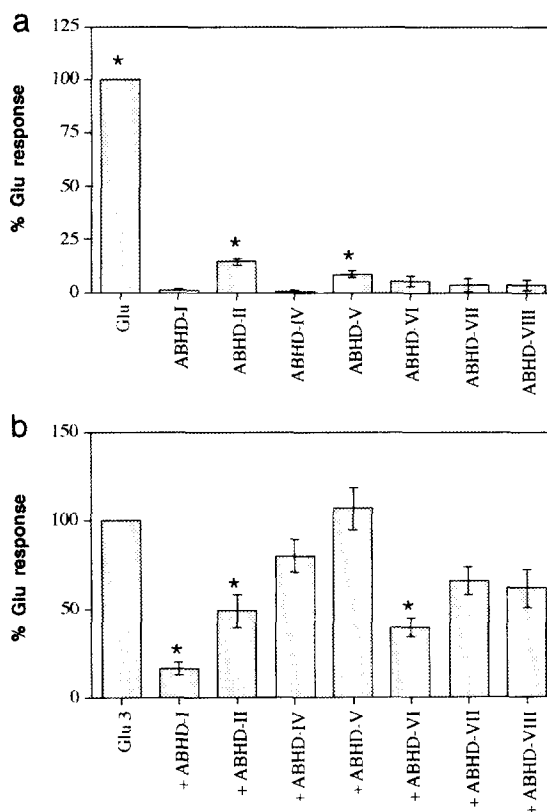 a
125
100
75
50
25
0
% Glu response
*
*
*
Glu
ABHD-I
ABHD-II
ABHD-IV
ABHD-V
ABHD-VI
ABHD-VII
ABHD-VIII
b
150
100
50
0
% Glu response
*
*
*
Glu 3
+ ABHD-I
+ ABHD-II
+ ABHD-IV
+ ABHD-V
+ ABHD-VI
+ ABHD-VII
+ ABHD-VIII